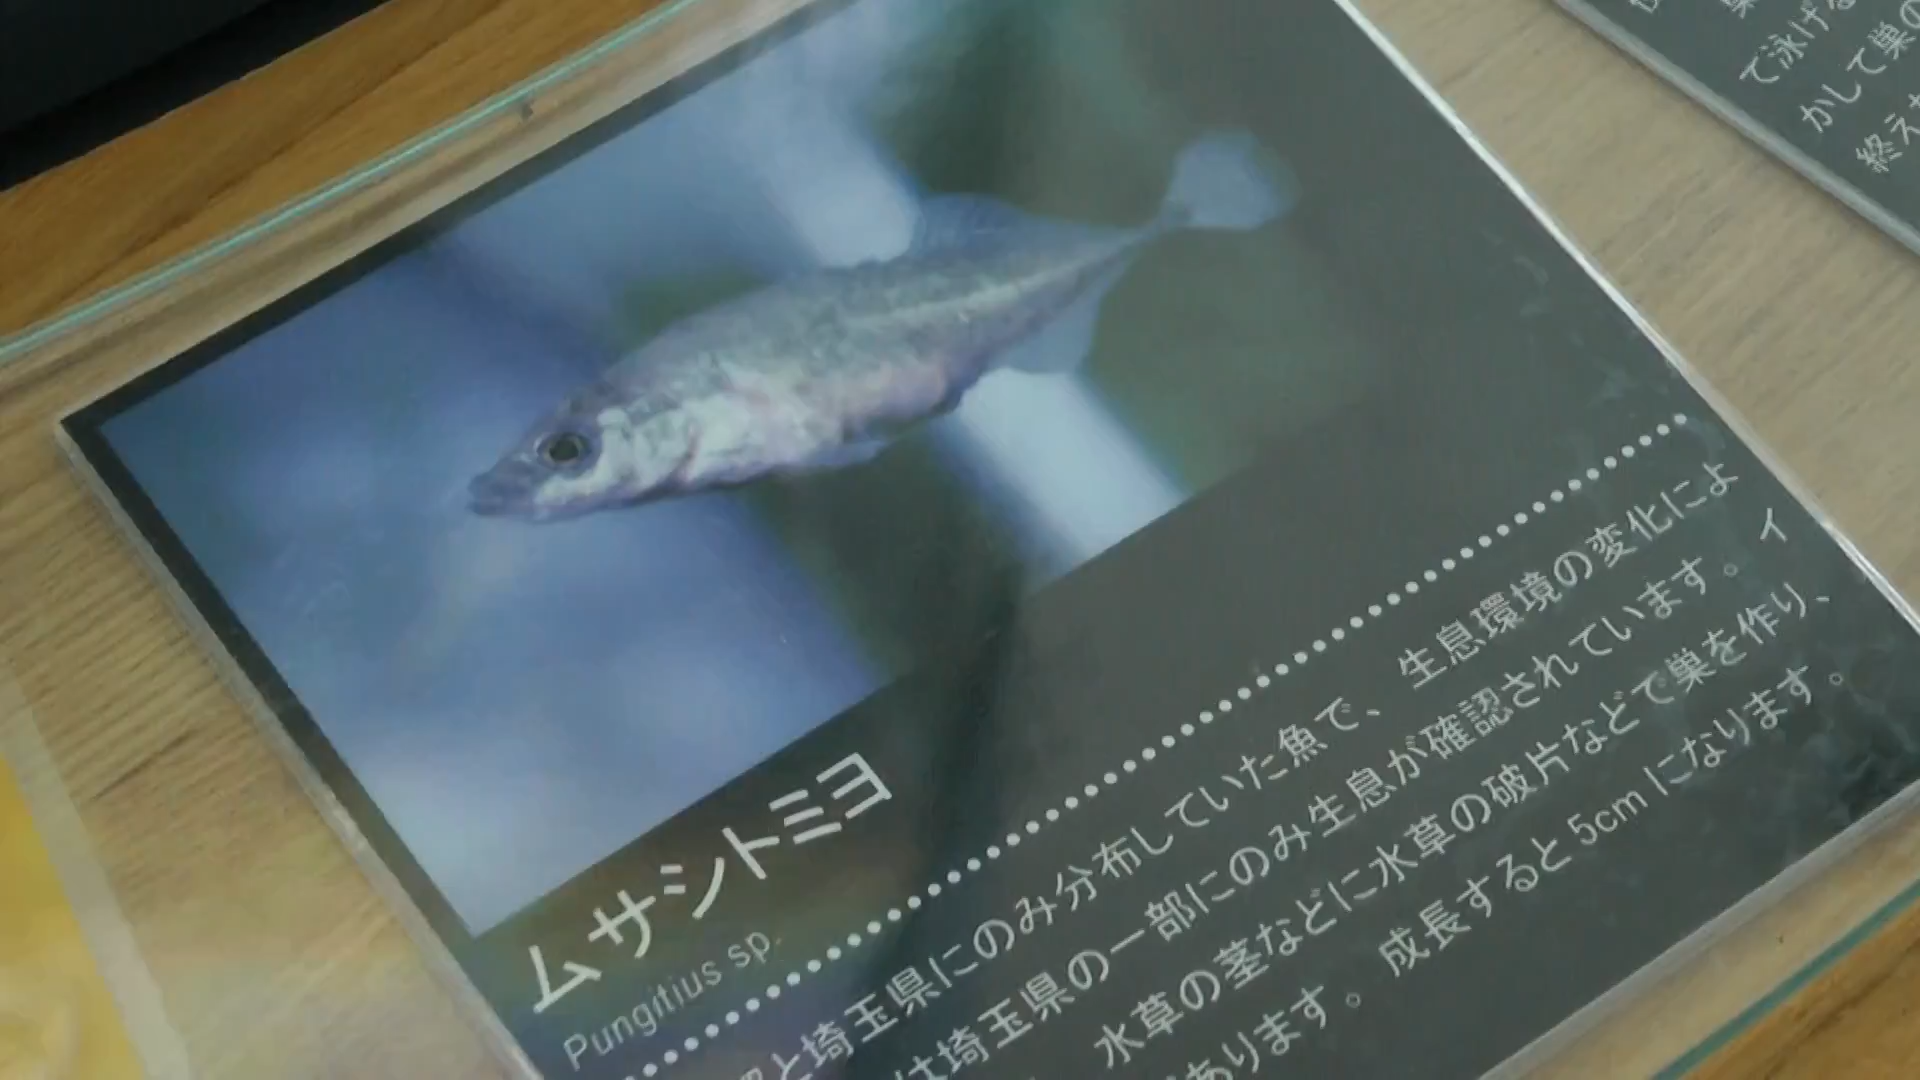 ムサシトミヨ
Pungitius sp.
と埼玉県にのみ分布していた魚で、生息環境の変化によ
は埼玉県の一部にのみ生息が確認されています。イ
水草の茎などに水草の破片などで巣を作り、
あります。成長すると5cmになります。
で泳げ
かして巣の
終え